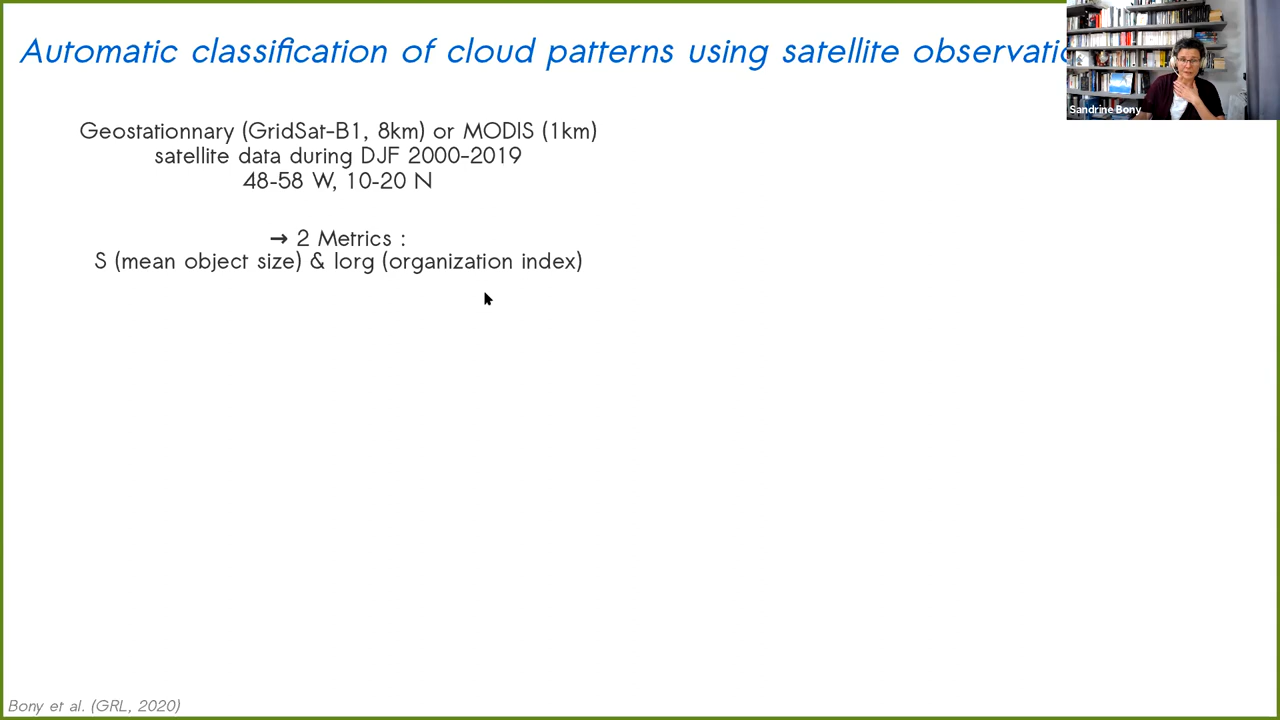 Automatic classification of cloud patterns using satellite observatio
Sandrine Bony
Geostationnary (GridSat-B1, 8km) or MODIS (1km)
satellite data during DJF 2000-2019
48-58 W, 10-20 N
→ 2 Metrics :
S (mean object size) & Iorg (organization index)
Bony et al. (GRL, 2020)